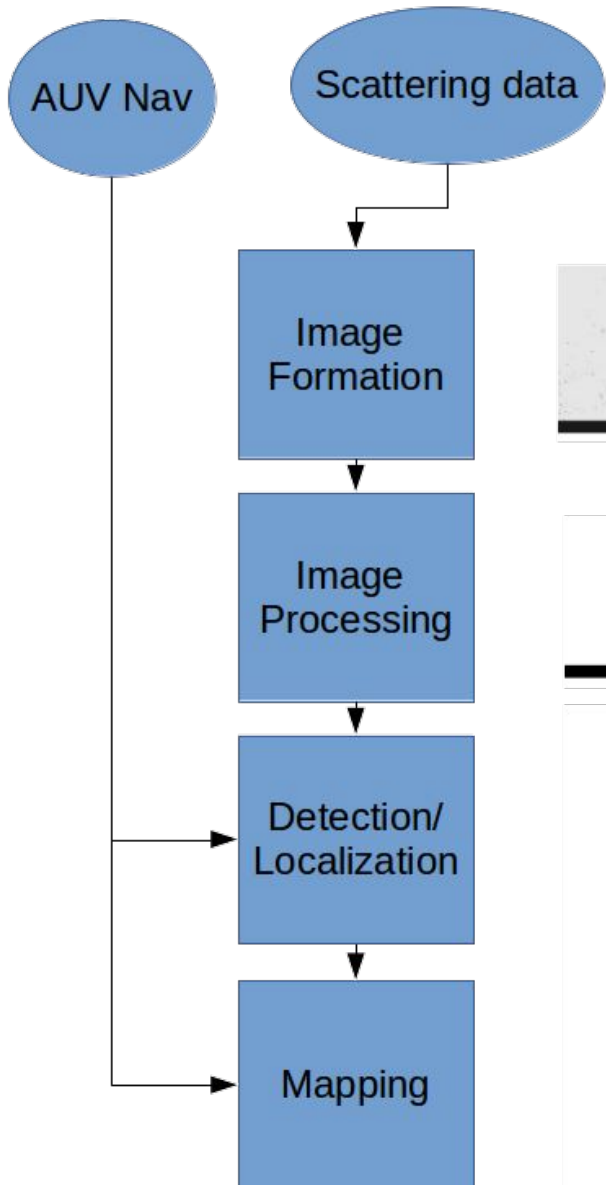 AUV Nav
Scattering data
Image
Formation
Image
Processing
Detection/
Localization
Mapping